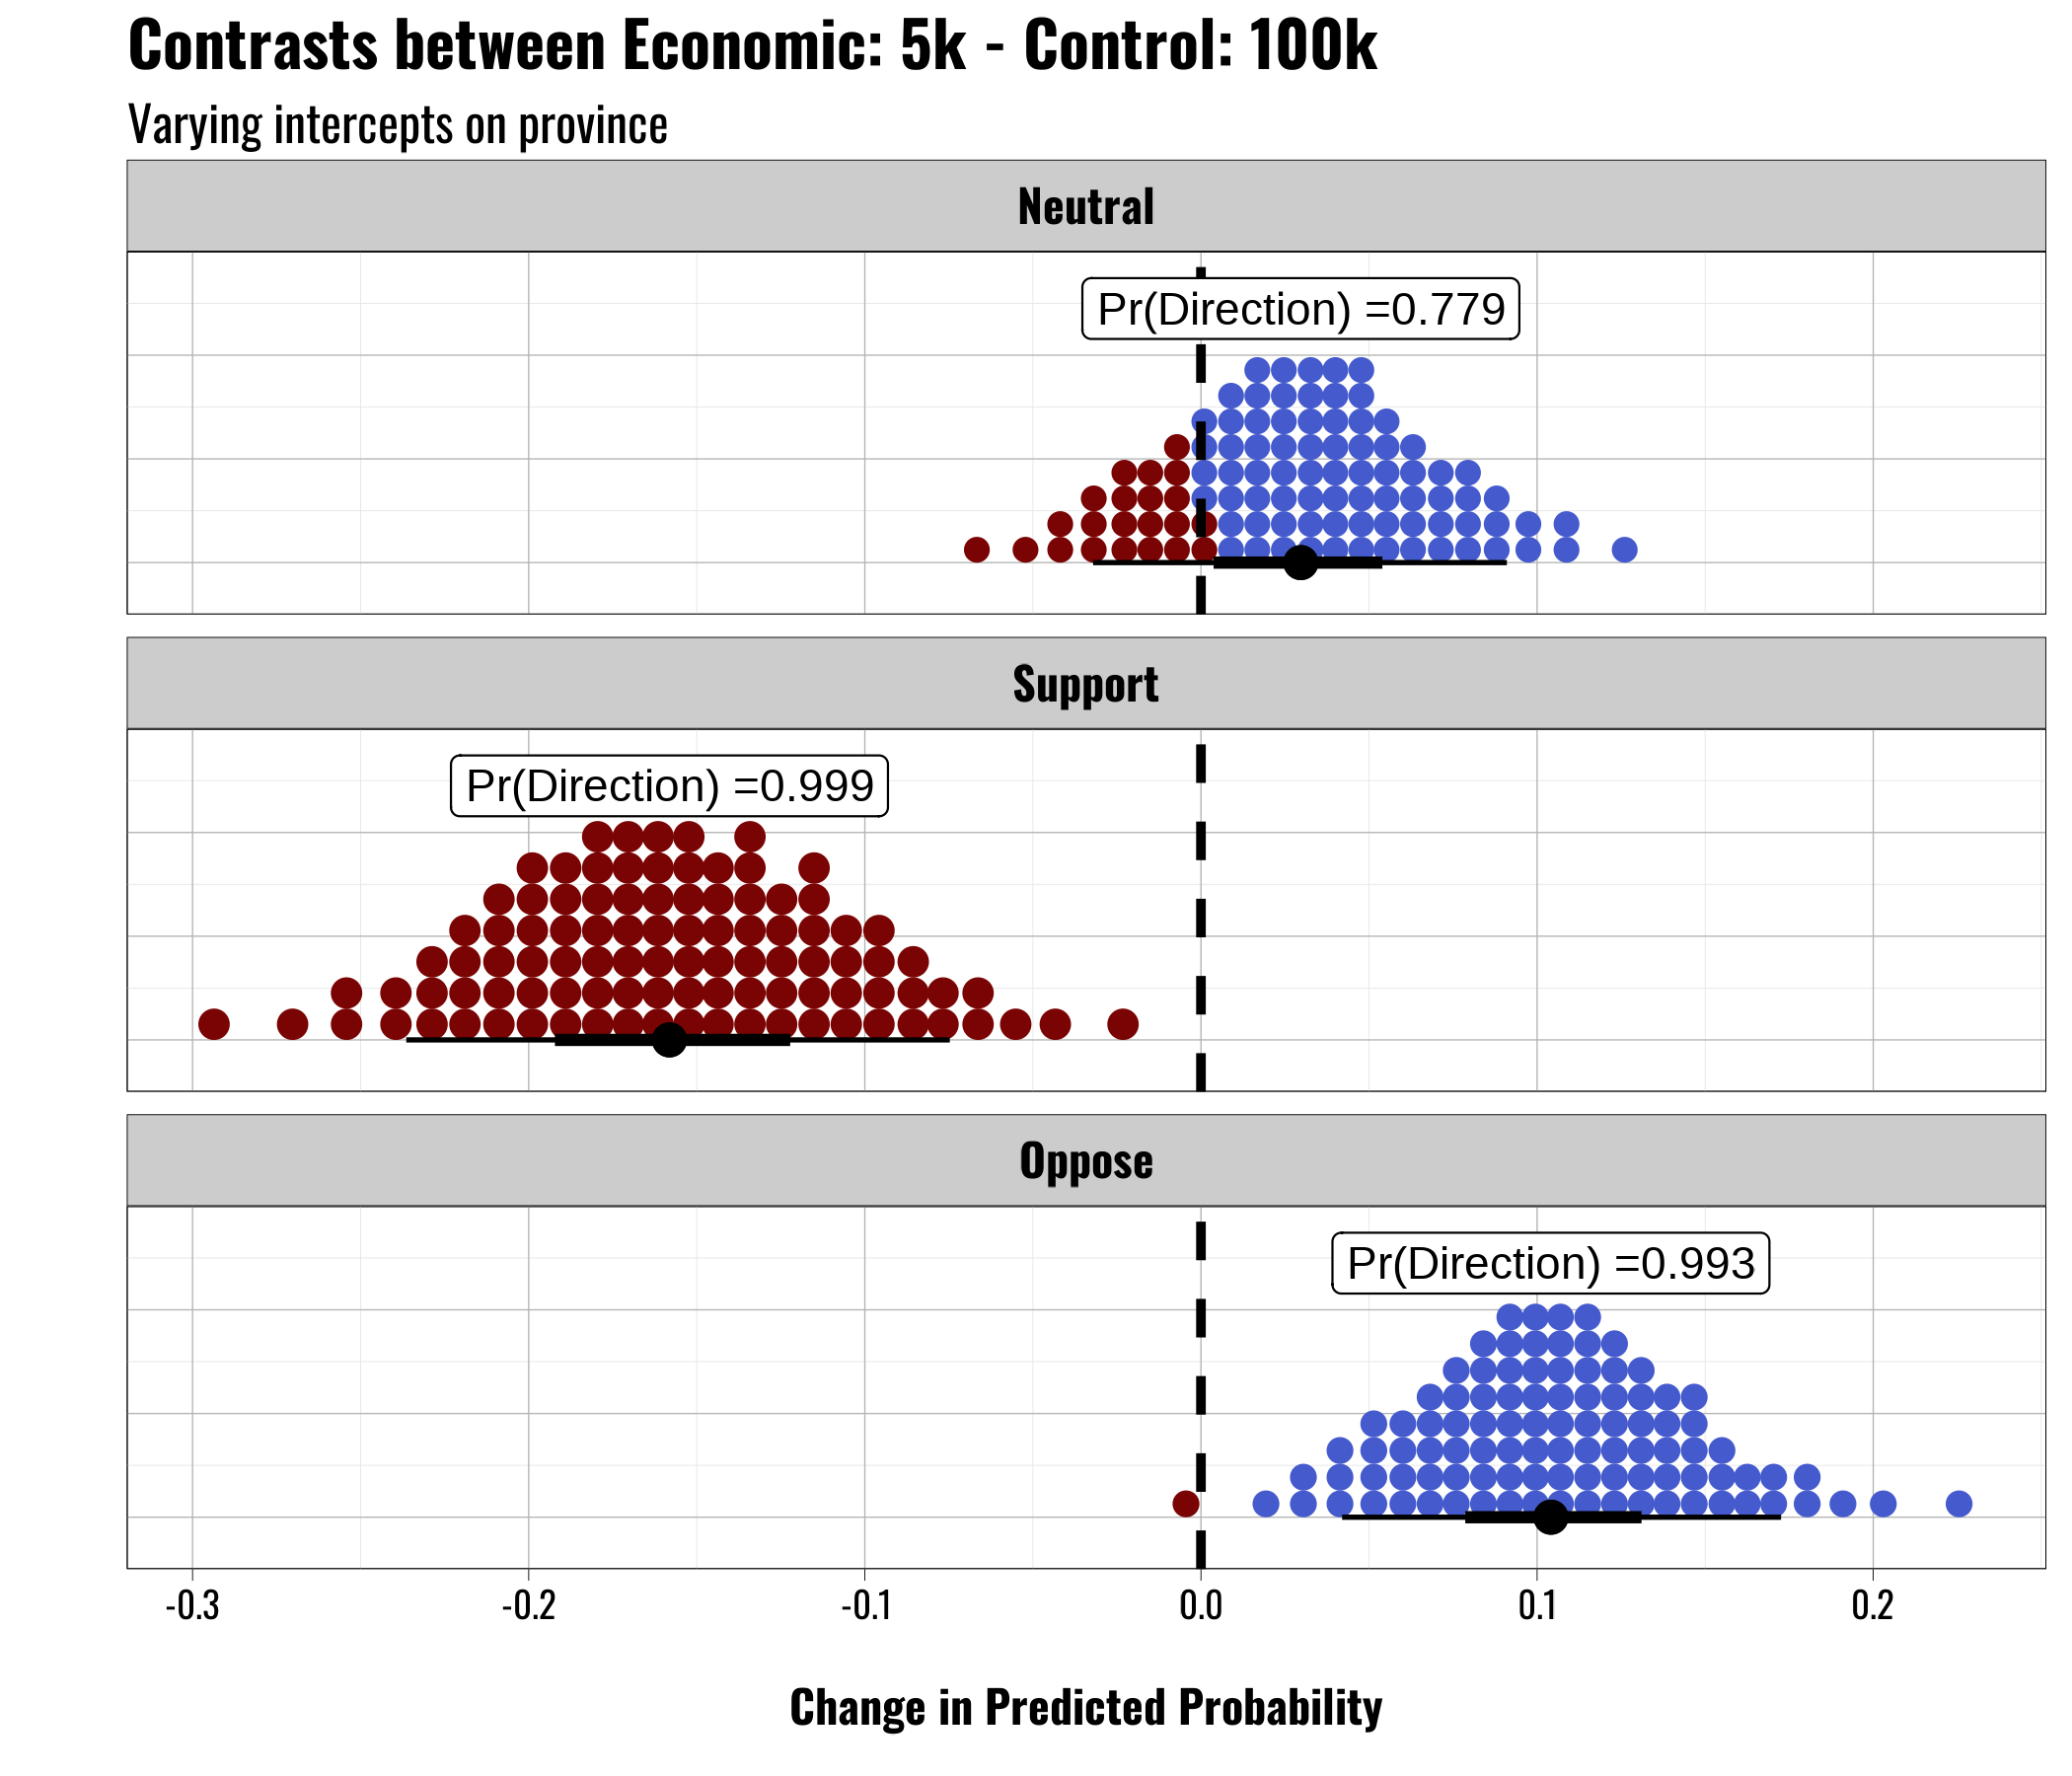 Contrasts between Economic: 5k - Control: 100k
Varying intercepts on province
Neutral
Pr(Direction) =0.779
Support
Pr(Direction) =0.999
Oppose
Pr(Direction) =0.993
-0.3 -0.2 -0.1 0.0 0.1 0.2
Change in Predicted Probability